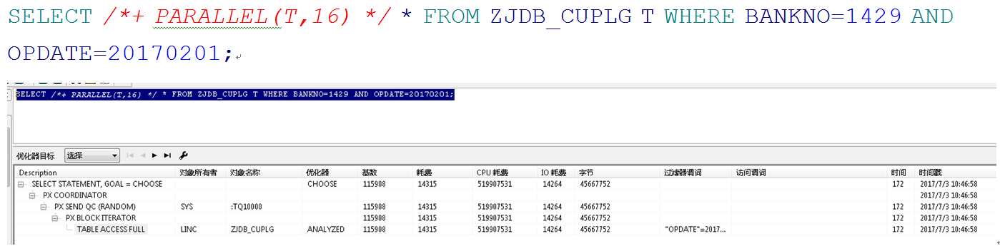 SELECT /*+ PARALLEL(T,16) */ * FROM ZJDB_CUPLG T WHERE BANKNO=1429 AND
OPDATE=20170201;
SELECT /*+ PARALLEL(T,16) */ * FROM ZJDB_CUPLG T WHERE BANKNO=1429 AND OPDATE=20170201;
优化器目标 选择
Description 对象所有者 对象名称 优化器 基数 耗费 CPU 耗费 IO 耗费 字节 过滤器谓词 访问谓词 时间 时间戳
SELECT STATEMENT, GOAL = CHOOSE CHOOSE 115908 14315 519907531 14264 45667752 172 2017/7/3 10:46:58
PX COORDINATOR 2017/7/3 10:46:58
PX SEND QC (RANDOM) SYS :TQ10000 115908 14315 519907531 14264 45667752 172 2017/7/3 10:46:58
PX BLOCK ITERATOR 115908 14315 519907531 14264 45667752 172 2017/7/3 10:46:58
TABLE ACCESS FULL LINC ZJDB_CUPLG ANALYZED 115908 14315 519907531 14264 45667752 "OPDATE"=2017... 172 2017/7/3 10:46:58